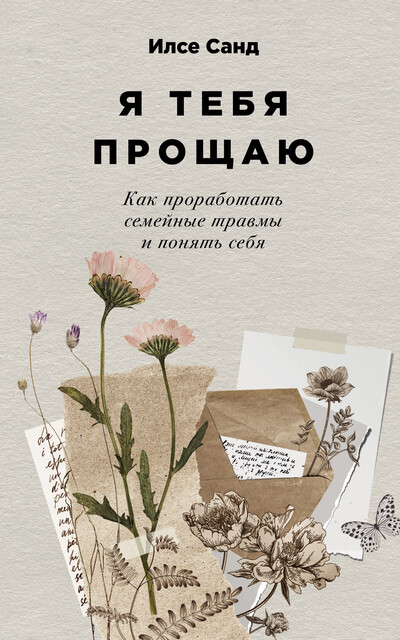 Илсе Санд
Я ТЕБЯ
ПРОЩАЮ
Как проработать
семейные травмы
и понять себя